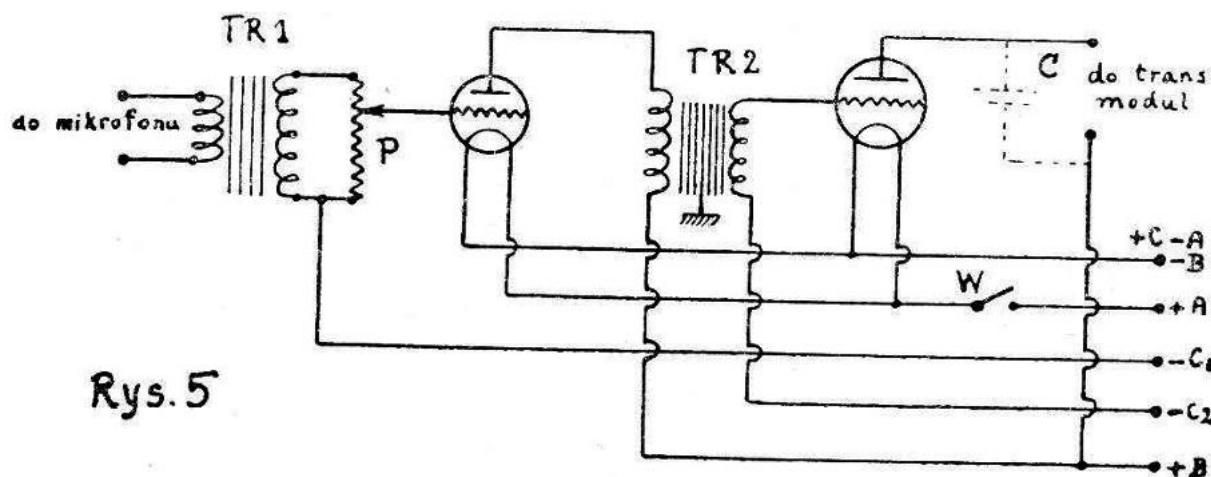 TR1
TR2
C
do trans
modul
do mikrofonu
P
+C -A
-B
W
+A
-C1
-C2
+B
Rys. 5